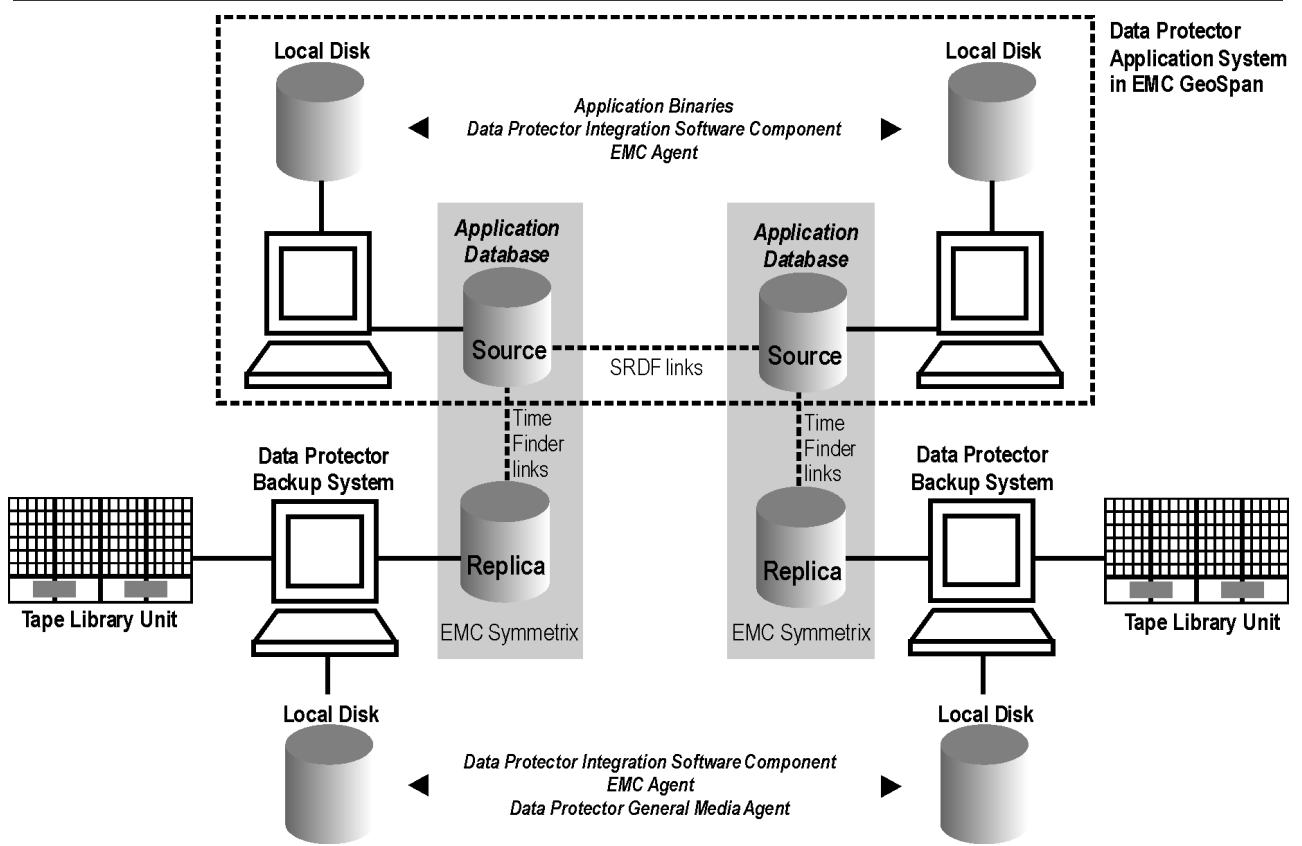 Local Disk
Local Disk
Data Protector
Application System
in EMC GeoSpan
Application Binaries
Data Protector Integration Software Component
EMC Agent
Application
Database
Application
Database
Source
Source
SRDF links
Time
Finder
links
Time
Finder
links
Data Protector
Backup System
Data Protector
Backup System
Replica
Replica
Tape Library Unit
EMC Symmetrix
EMC Symmetrix
Tape Library Unit
Local Disk
Local Disk
Data Protector Integration Software Component
EMC Agent
Data Protector General Media Agent